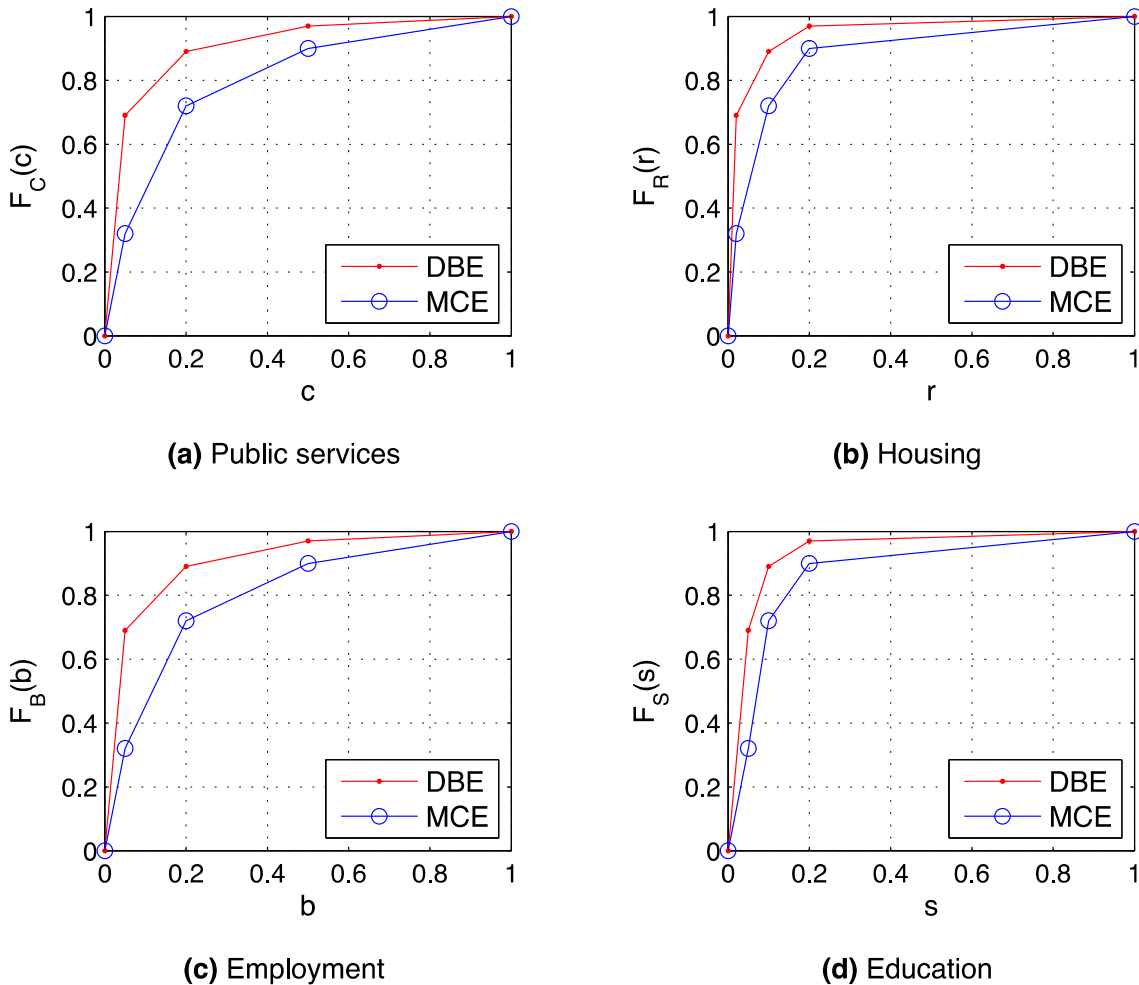 1
0.8
0.6
0.4
0.2
0
F_C(c)
DBE
MCE
0 0.2 0.4 0.6 0.8 1
c
(a) Public services
1
0.8
0.6
0.4
0.2
0
F_R(r)
DBE
MCE
0 0.2 0.4 0.6 0.8 1
r
(b) Housing
1
0.8
0.6
0.4
0.2
0
F_B(b)
DBE
MCE
0 0.2 0.4 0.6 0.8 1
b
(c) Employment
1
0.8
0.6
0.4
0.2
0
F_S(s)
DBE
MCE
0 0.2 0.4 0.6 0.8 1
s
(d) Education